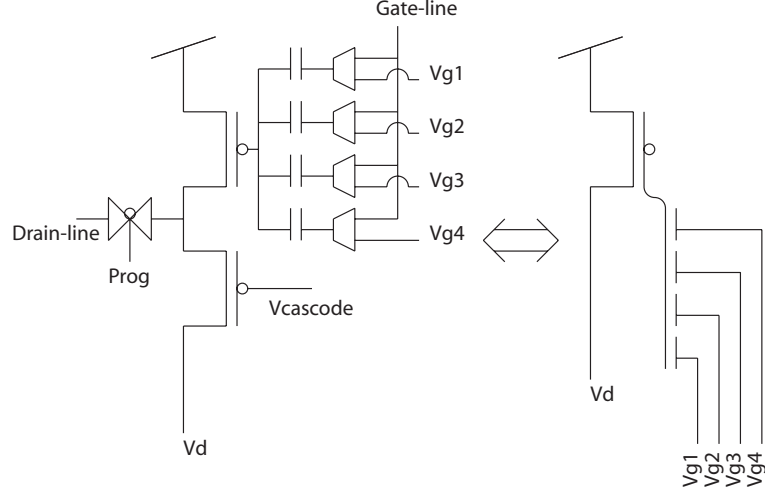 Gate-line
Vg1
Vg2
Vg3
Vg4
Drain-line
Prog
Vcascode
Vd
Vd
Vg1
Vg2
Vg3
Vg4